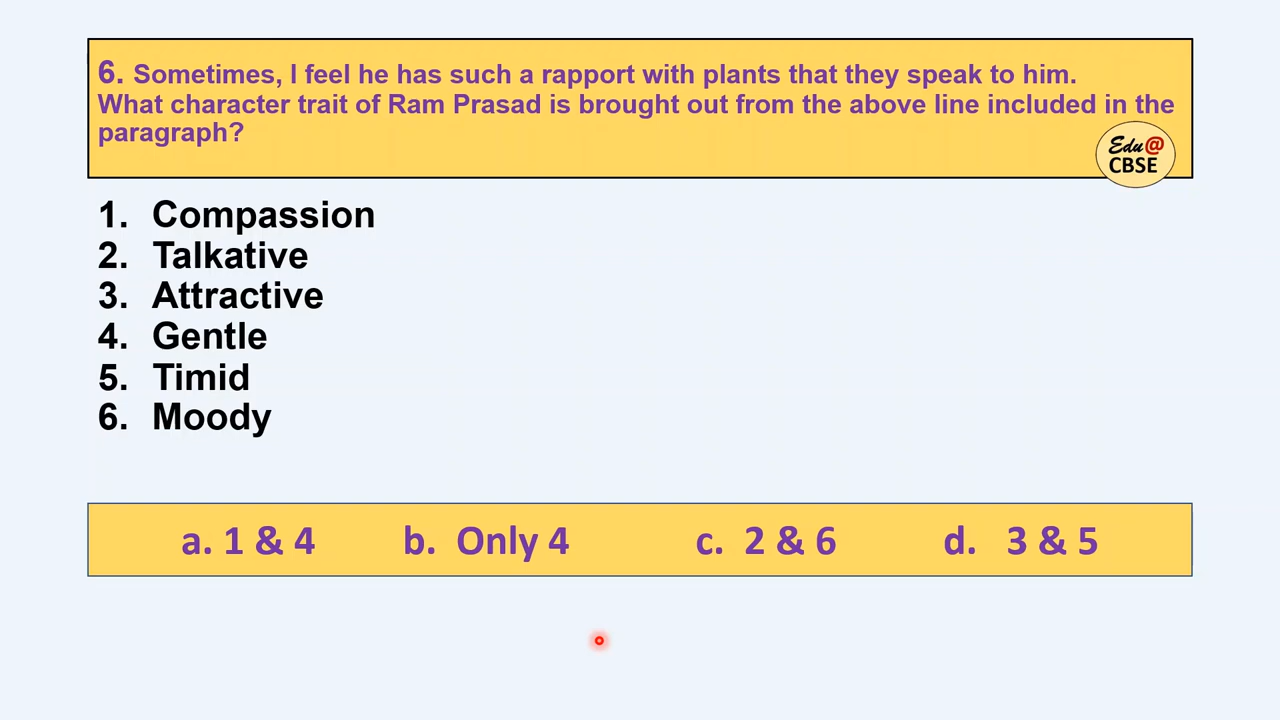 6. Sometimes, I feel he has such a rapport with plants that they speak to him.
What character trait of Ram Prasad is brought out from the above line included in the
paragraph?
Edu@
CBSE
1. Compassion
2. Talkative
3. Attractive
4. Gentle
5. Timid
6. Moody
a. 1 & 4 b. Only 4 c. 2 & 6 d. 3 & 5